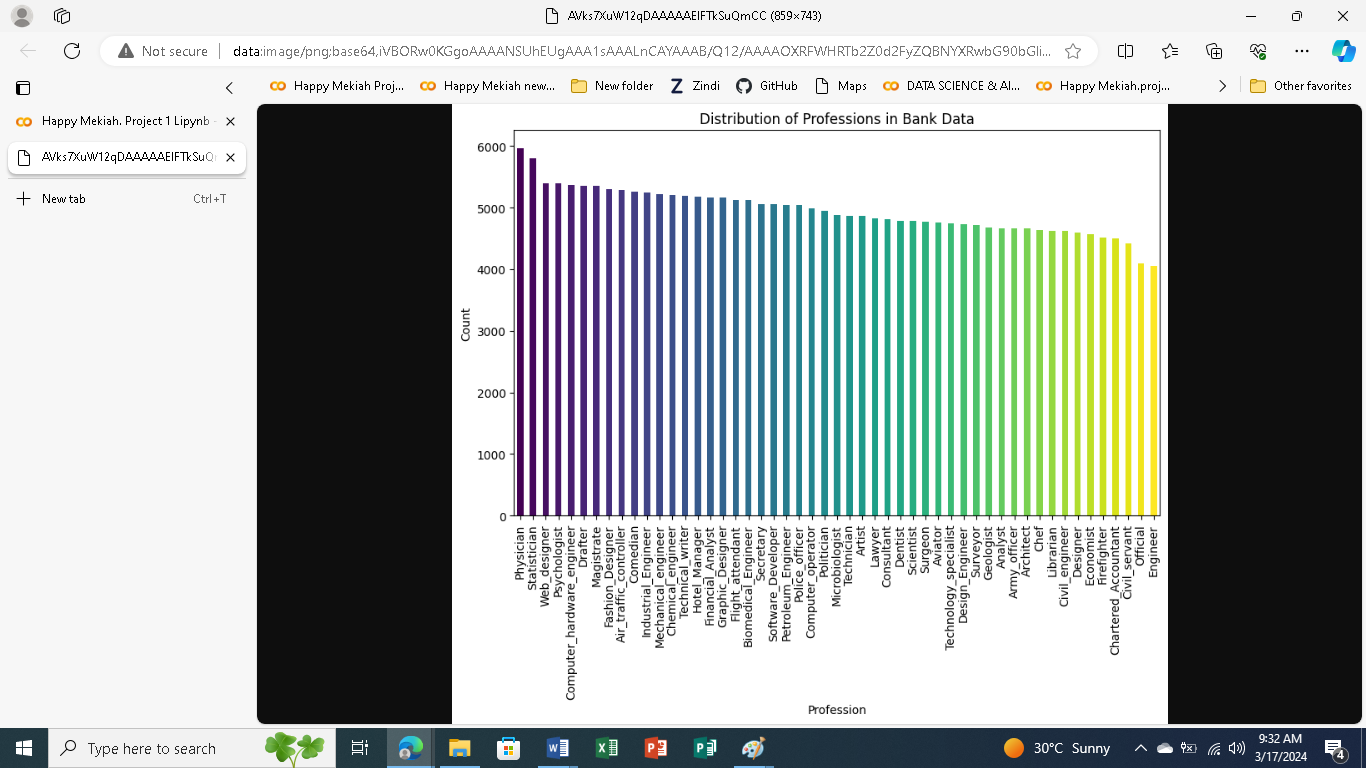 AVks7XuW12qDAAAAAElFTkSuQmCC (859×743)
Not secure
data:image/png;base64,iVBORw0KGgoAAAANSUhEUgAAA1sAAALnCAYAAAB/Q12/AAAAOXRFWHRTb2Z0d2FyZQBNYXRwbG90bGli...
Happy Mekiah Proj...
Happy Mekiah new...
New folder
Zindi
GitHub
Maps
DATA SCIENCE & AI...
Happy Mekiah.proj...
Other favorites
Happy Mekiah. Project 1 Lipynb -
AVks7XuW12qDAAAAAElFTkSuQ
New tab
Ctrl+T
Distribution of Professions in Bank Data
6000
5000
4000
3000
2000
1000
0
Count
Physician
Statistician
Web_designer
Psychologist
Computer_hardware_engineer
Drafter
Magistrate
Fashion_Designer
Air_traffic_controller
Comedian
Industrial_Engineer
Mechanical_engineer
Chemical_engineer
Technical_writer
Hotel_Manager
Financial_Analyst
Graphic_Designer
Flight_attendant
Biomedical_Engineer
Secretary
Software_Developer
Petroleum_Engineer
Police_officer
Computer_operator
Politician
Microbiologist
Technician
Artist
Lawyer
Consultant
Dentist
Scientist
Surgeon
Aviator
Technology_specialist
Design_Engineer
Surveyor
Geologist
Analyst
Army_officer
Architect
Chef
Librarian
Civil_engineer
Designer
Economist
Firefighter
Chartered_Accountant
Civil_servant
Official
Engineer
Profession
Type here to search
30°C Sunny
9:32 AM
3/17/2024
4